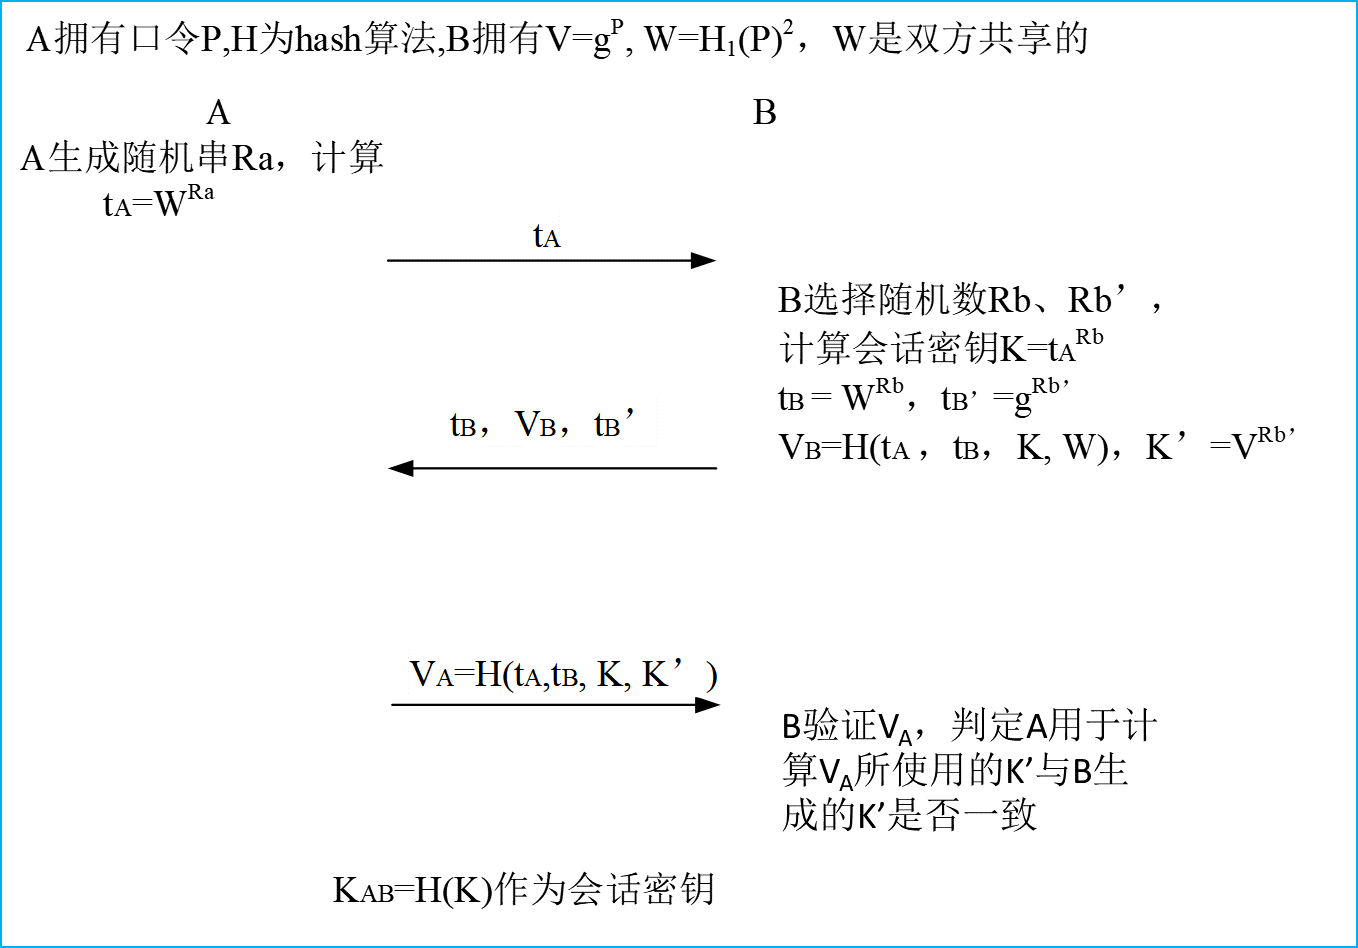 A拥有口令P,H为hash算法,B拥有V=g^P, W=H₁(P)²，W是双方共享的
A
B
A生成随机串Ra，计算
tA=W^Ra
tA
B选择随机数Rb、Rb’，
计算会话密钥K=tA^Rb
tB = W^Rb，tB’ =g^Rb’
VB=H(tA，tB，K, W)，K’=V^Rb’
tB，VB，tB’
VA=H(tA,tB, K, K’)
B验证VA，判定A用于计
算VA所使用的K’与B生
成的K’是否一致
KAB=H(K)作为会话密钥